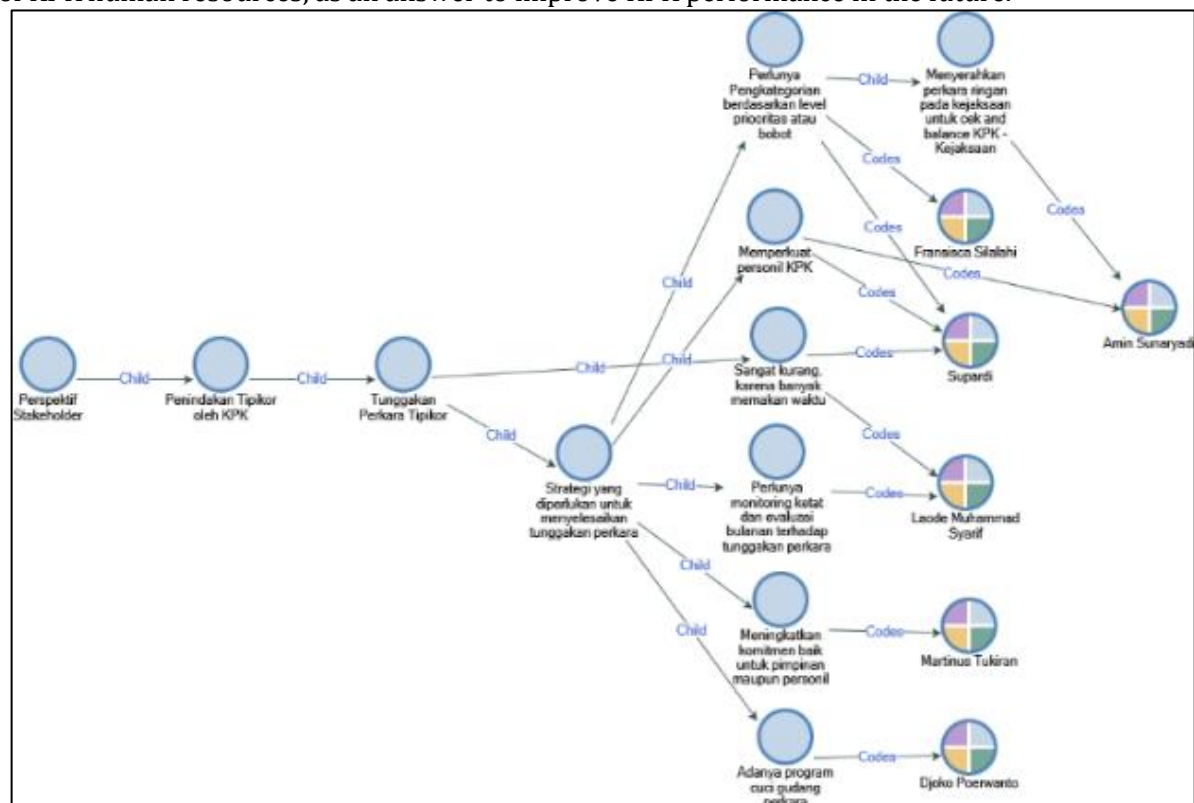 of KPK human resources, as an answer to improve KPK performance in the future.
Perlunya
Pengkategorian
berdasarkan level
prioritas atau
bobot
Child
Menyerahkan
perkara ringan
pada kejaksaan
untuk cek and
balance KPK -
Kejaksaan
Codes
Codes
Codes
Fransisca Silalahi
Memperkuat
personil KPK
Codes
Codes
Child
Child
Amin Sunaryadi
Perspektif
Stakeholder
Child
Penindakan Tipikor
oleh KPK
Child
Tunggakan
Perkara Tipikor
Child
Sangat kurang,
karena banyak
memakan waktu
Codes
Supardi
Child
Codes
Strategi yang
diperlukan untuk
menyelesaikan
tunggakan perkara
Child
Perlunya
monitoring ketat
dan evaluasi
bulanan terhadap
tunggakan perkara
Codes
Laode Muhammad
Syarif
Child
Meningkatkan
komitmen baik
untuk pimpinan
maupun personil
Codes
Martinus Tukiran
Child
Adanya program
cuci gudang
perkara
Codes
Djoko Poerwanto